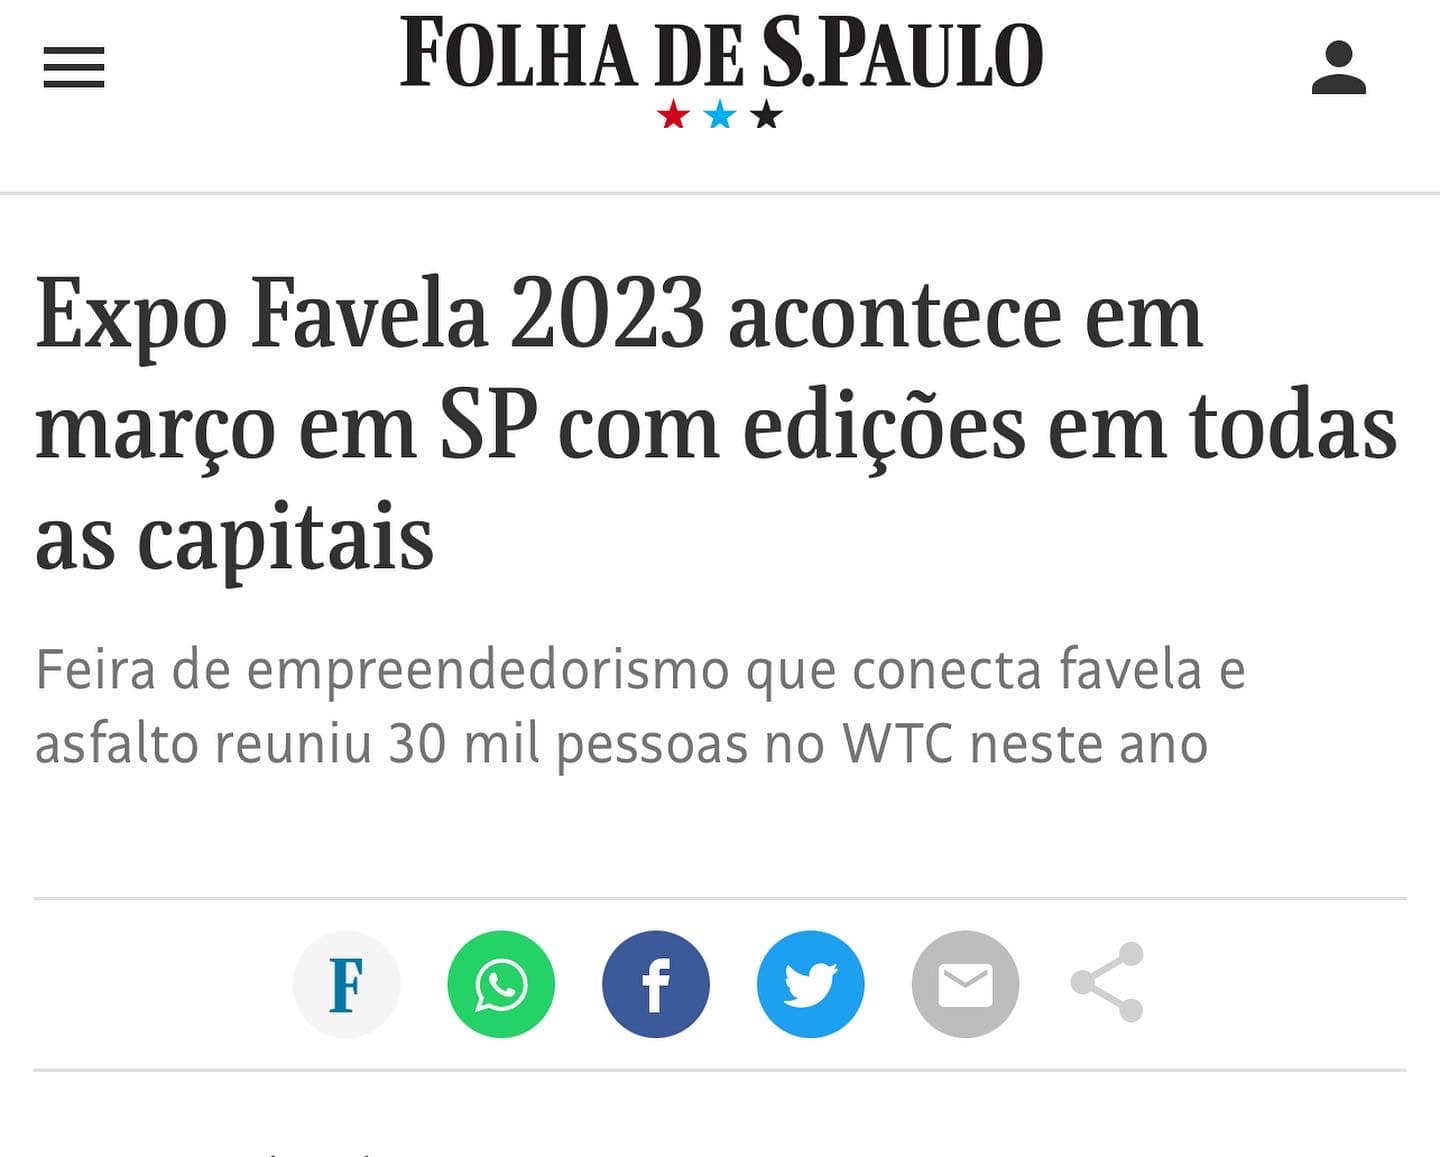 FOLHA DE S.PAULO
Expo Favela 2023 acontece em
março em SP com edições em todas
as capitais
Feira de empreendedorismo que conecta favela e
asfalto reuniu 30 mil pessoas no WTC neste ano
F